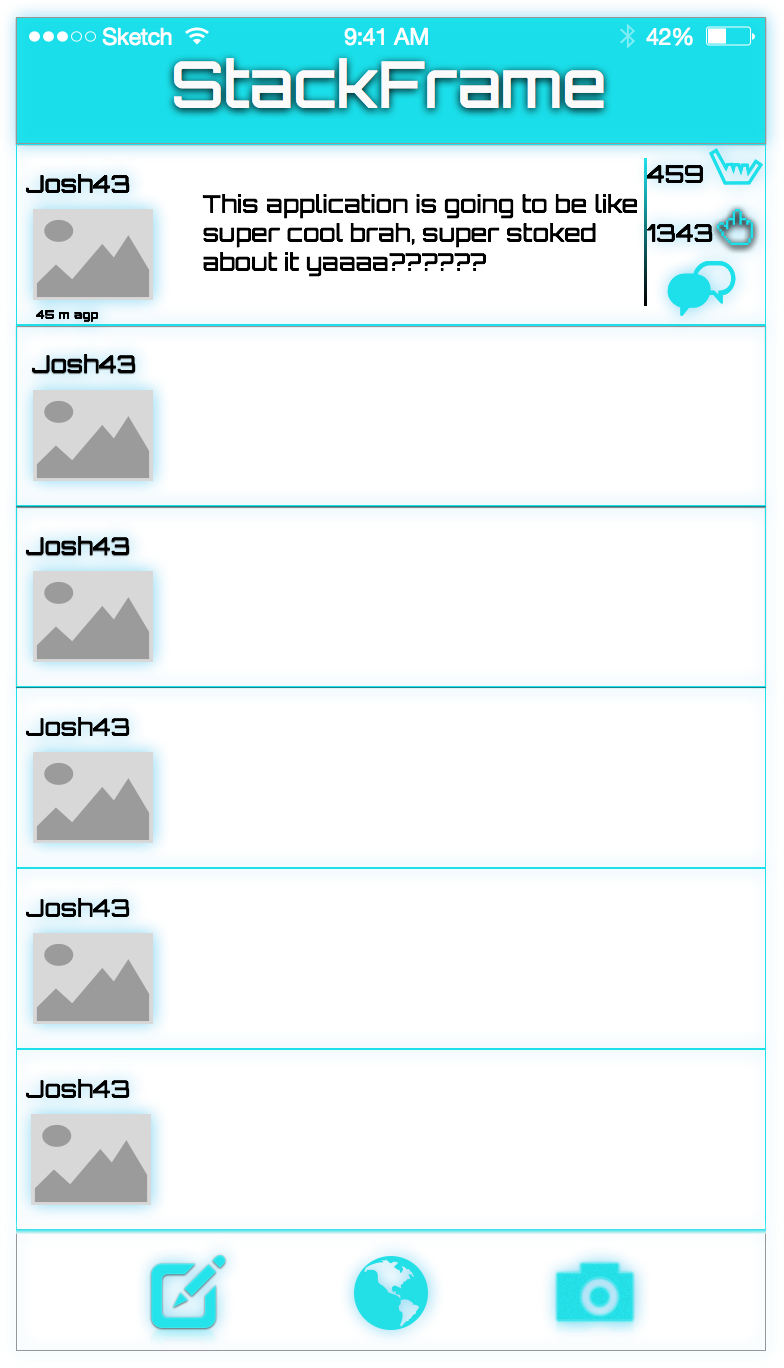 Sketch 9:41 AM 42%
StackFrame
Josh43
This application is going to be like
super cool brah, super stoked
about it yaaaa??????
459
1343
45 m agp
Josh43
Josh43
Josh43
Josh43
Josh43